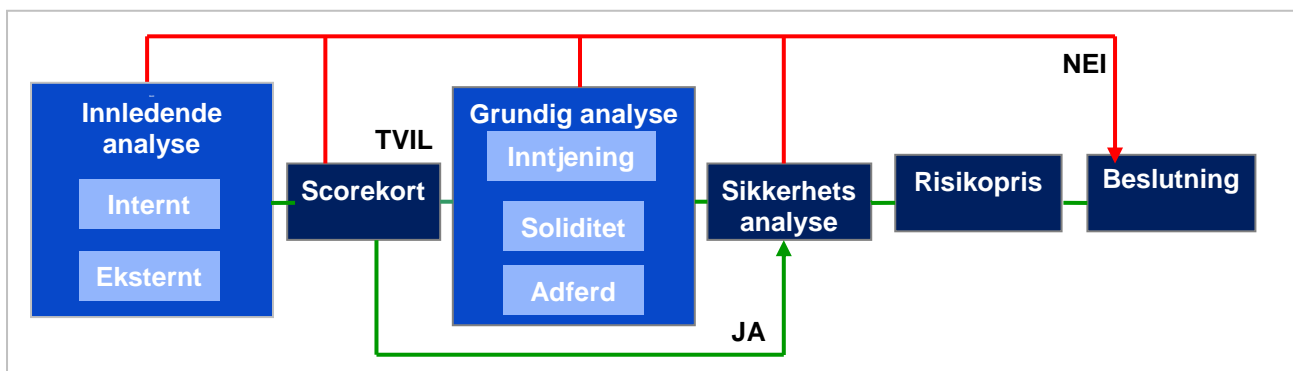 NEI
Innledende
analyse
Internt
Eksternt
TVIL
Scorekort
Grundig analyse
Inntjening
Soliditet
Adferd
JA
Sikkerhets
analyse
Risikopris
Beslutning